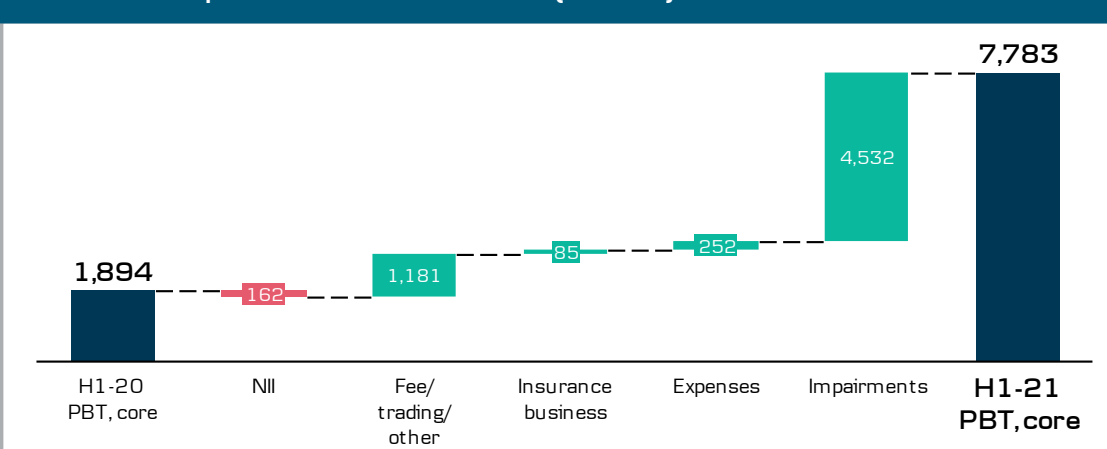 7,783
4,532
252
85
1,181
1,894
162
H1-20
PBT, core
NII
Fee/
trading/
other
Insurance
business
Expenses
Impairments
H1-21
PBT, core